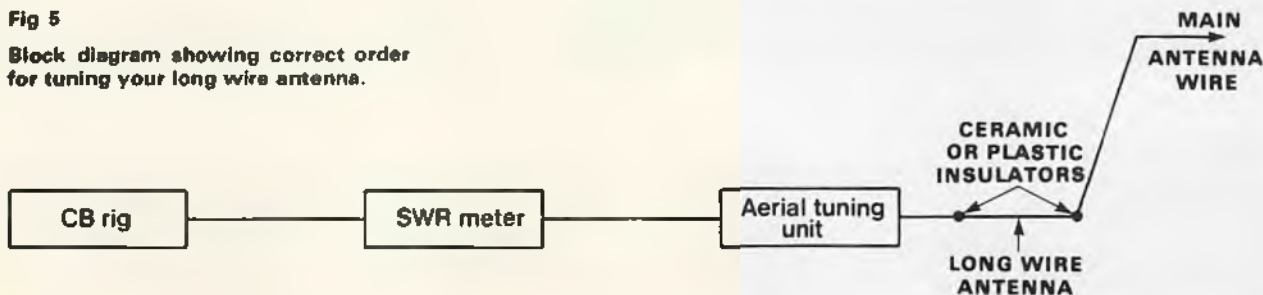 Fig 5
Block diagram showing correct order
for tuning your long wire antenna.
MAIN
ANTENNA
WIRE
CERAMIC
OR PLASTIC
INSULATORS
CB rig
SWR meter
Aerial tuning
unit
LONG WIRE
ANTENNA